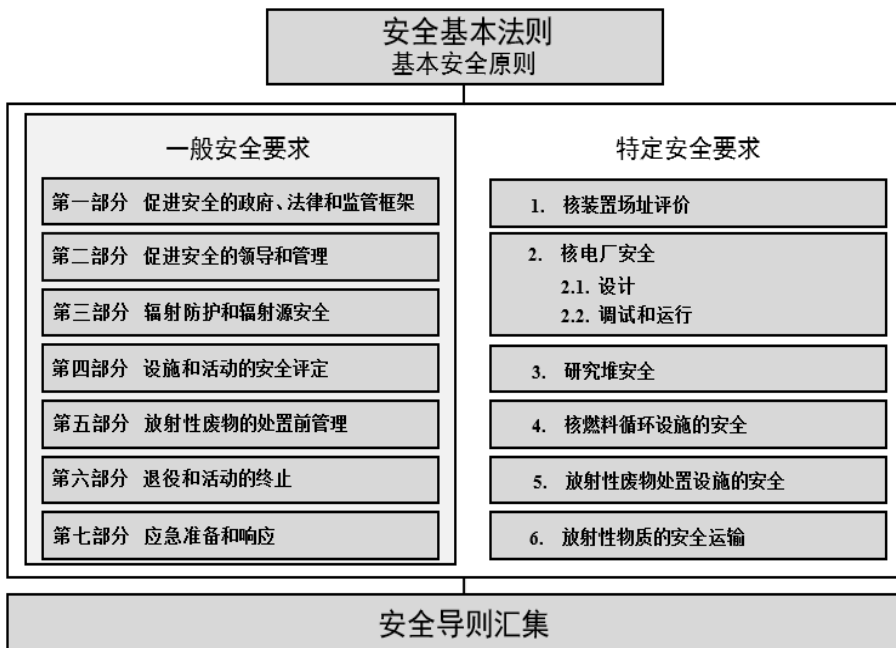 安全基本法则
基本安全原则
一般安全要求
第一部分 促进安全的政府、法律和监管框架
第二部分 促进安全的领导和管理
第三部分 辐射防护和辐射源安全
第四部分 设施和活动的安全评定
第五部分 放射性废物的处置前管理
第六部分 退役和活动的终止
第七部分 应急准备和响应
特定安全要求
1. 核装置场址评价
2. 核电厂安全
2.1. 设计
2.2. 调试和运行
3. 研究堆安全
4. 核燃料循环设施的安全
5. 放射性废物处置设施的安全
6. 放射性物质的安全运输
安全导则汇集